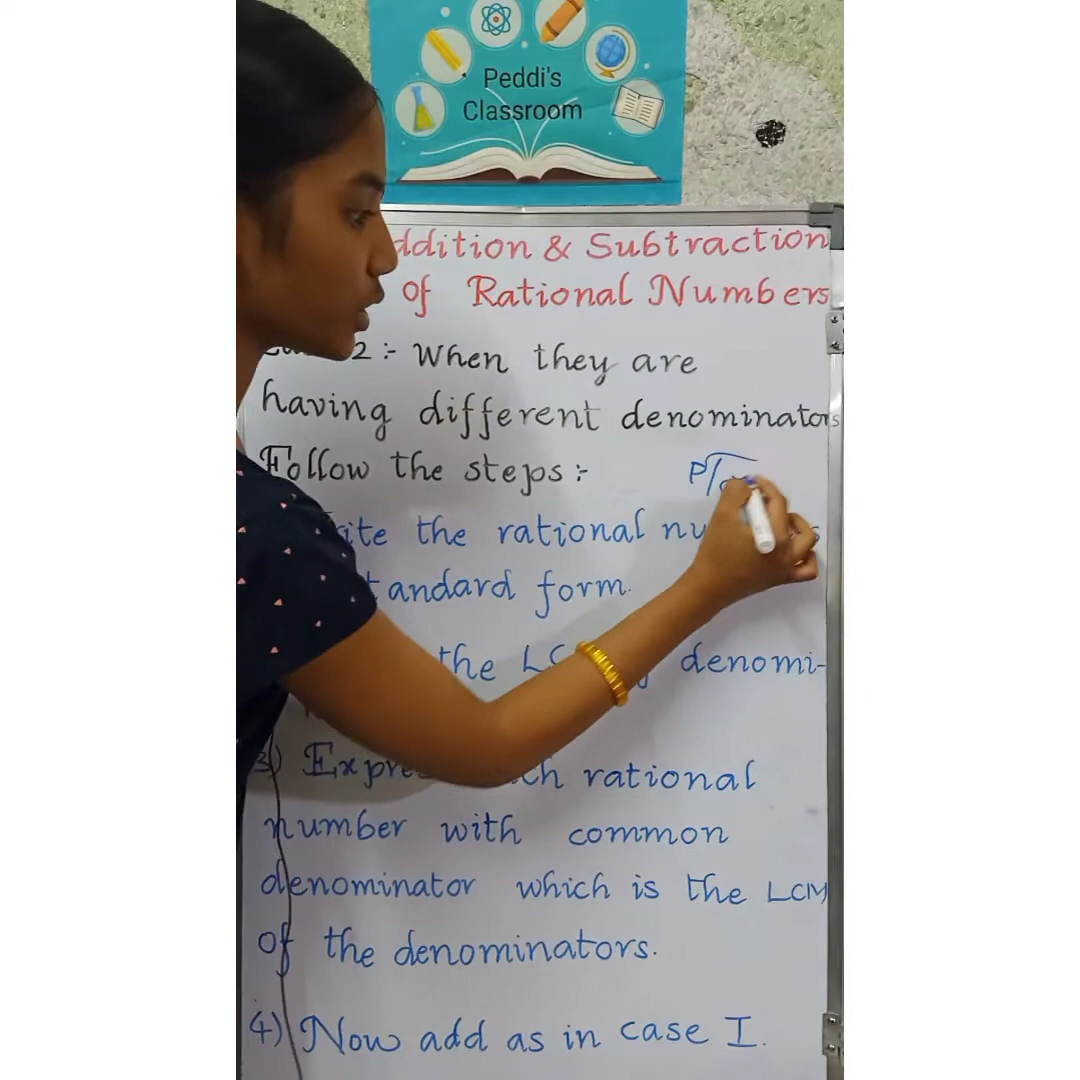 Peddi's
Classroom
ddition & Subtraction
of Rational Numbers
2:- When they are
having different denominators
Follow the steps:-
P/
ite the rational nu s
tandard form.
the LC denomi-
3) Expre ch rational
number with common
denominator which is the LCM
of the denominators.
4) Now add as in case I.